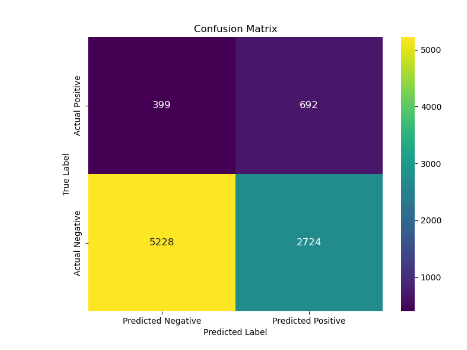 Confusion Matrix
Actual Positive
399
692
5000
4000
3000
2000
1000
True Label
Actual Negative
5228
2724
Predicted Negative
Predicted Positive
Predicted Label